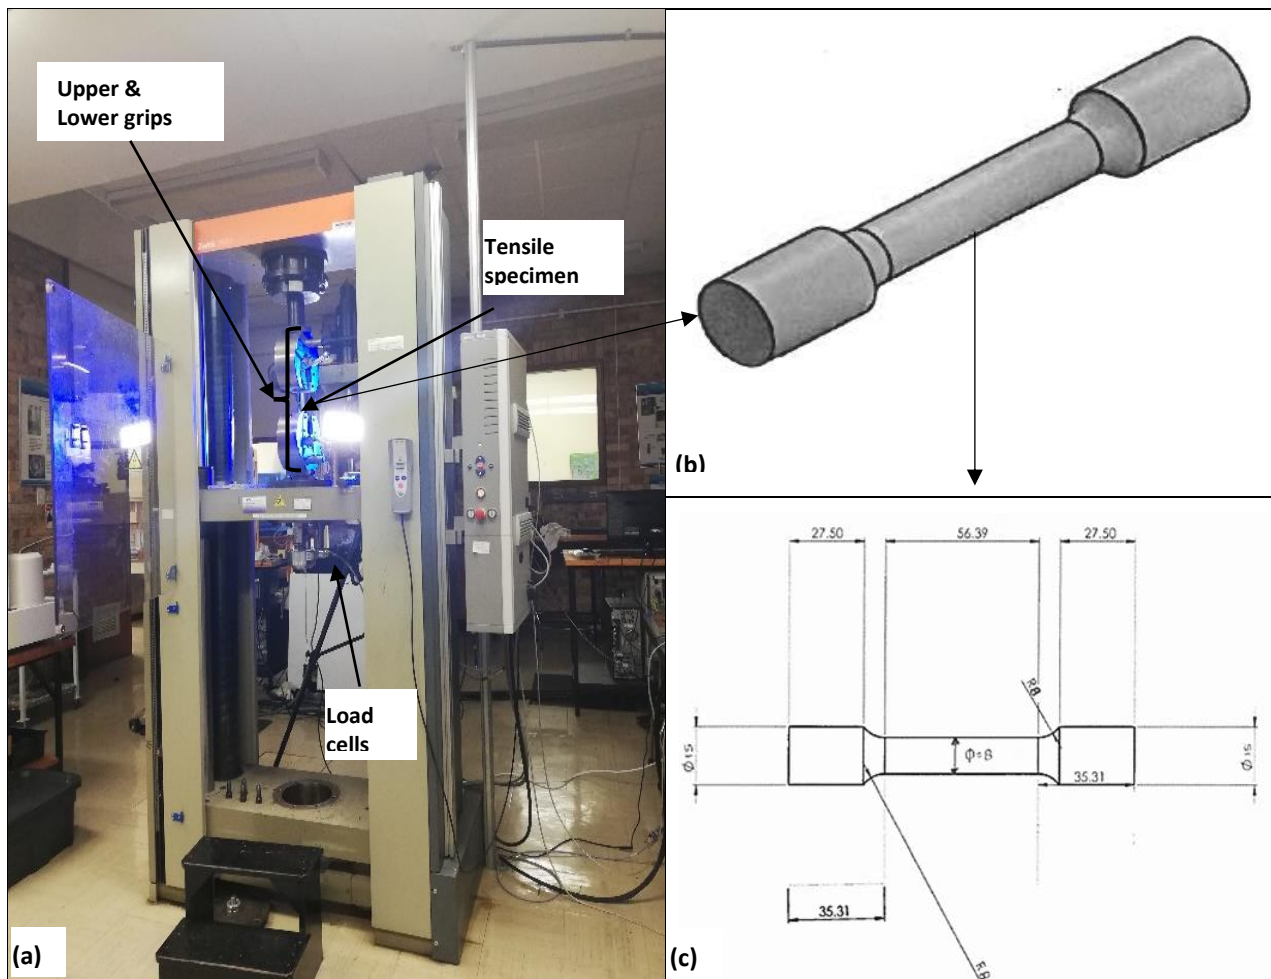 Upper &
Lower grips
Tensile
specimen
Load
cells
(a)
(b)
27.50
56.39
27.50
R8
Φ15
Φ=8
Φ15
35.31
35.31
R8
(c)